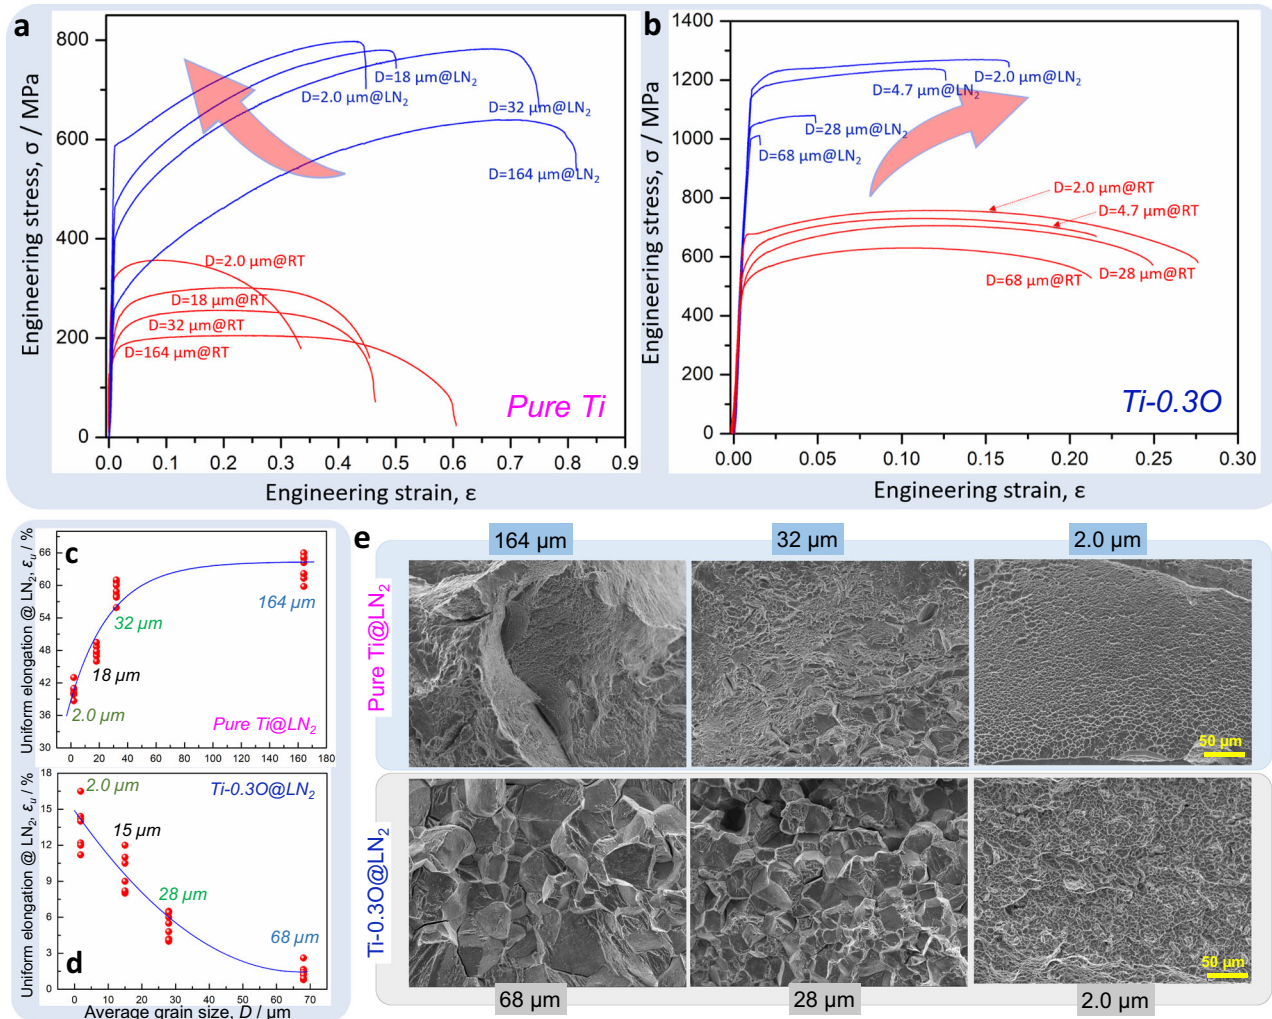 a
800
600
400
200
0
Engineering stress, σ / MPa
D=18 μm@LN2
D=2.0 μm@LN2
D=32 μm@LN2
D=164 μm@LN2
D=2.0 μm@RT
D=18 μm@RT
D=32 μm@RT
D=164 μm@RT
Pure Ti
0.0 0.1 0.2 0.3 0.4 0.5 0.6 0.7 0.8 0.9
Engineering strain, ε
b
1400
1200
1000
800
600
400
200
0
Engineering stress, σ / MPa
D=2.0 μm@LN2
D=4.7 μm@LN2
D=28 μm@LN2
D=68 μm@LN2
D=2.0 μm@RT
D=4.7 μm@RT
D=28 μm@RT
D=68 μm@RT
Ti-0.3O
0.00 0.05 0.10 0.15 0.20 0.25 0.30
Engineering strain, ε
c
Uniform elongation @ LN2, εu / %
66
60
54
48
42
36
30
164 μm
32 μm
18 μm
2.0 μm
Pure Ti@LN2
0 20 40 60 80 100 120 140 160 180
d
Uniform elongation @ LN2, εu / %
18
15
12
9
6
3
0
2.0 μm
Ti-0.3O@LN2
15 μm
28 μm
68 μm
0 10 20 30 40 50 60 70
Average grain size, D / μm
e
164 μm
32 μm
2.0 μm
Pure Ti@LN2
50 μm
Ti-0.3O@LN2
50 μm
68 μm
28 μm
2.0 μm